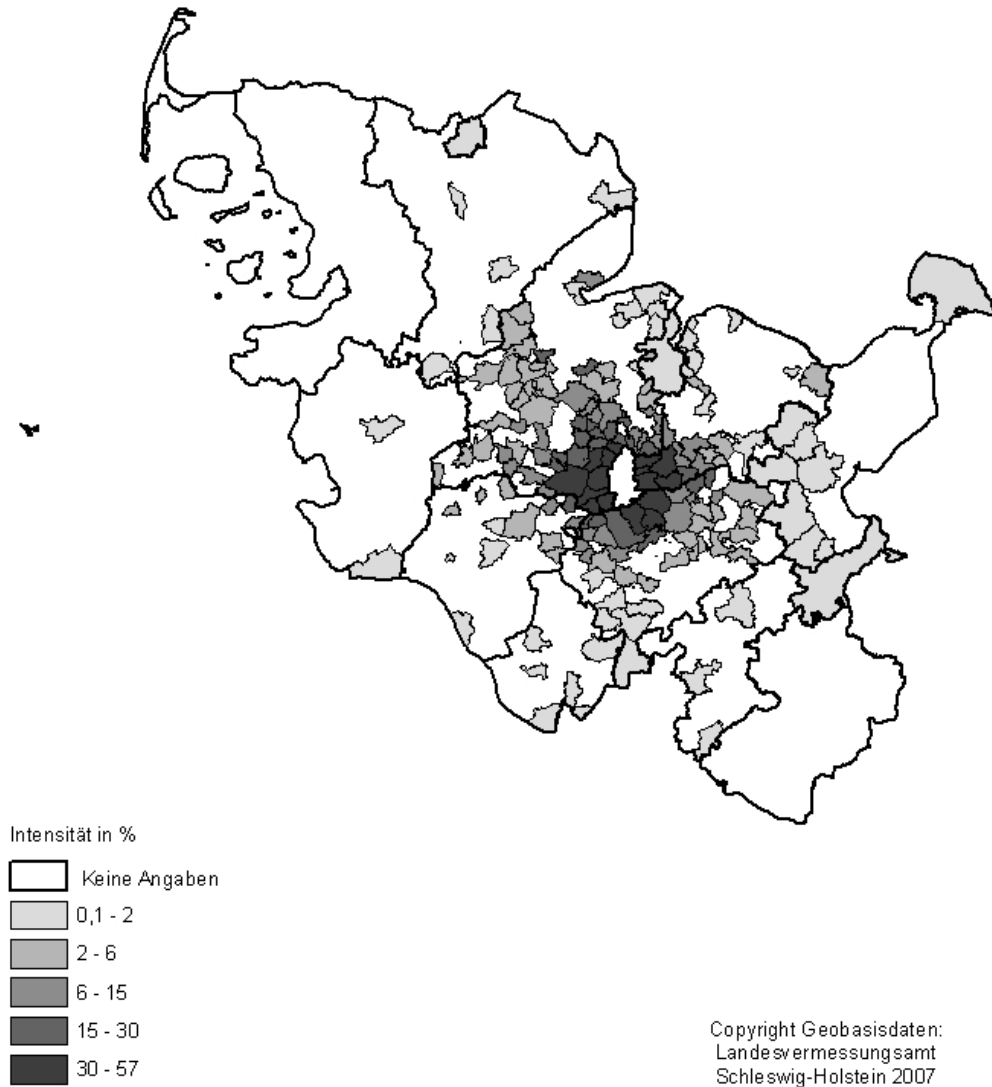 Intensität in %
Keine Angaben
0,1 - 2
2 - 6
6 - 15
15 - 30
30 - 57
Copyright Geobasisdaten:
Landesvermessungsamt
Schleswig-Holstein 2007